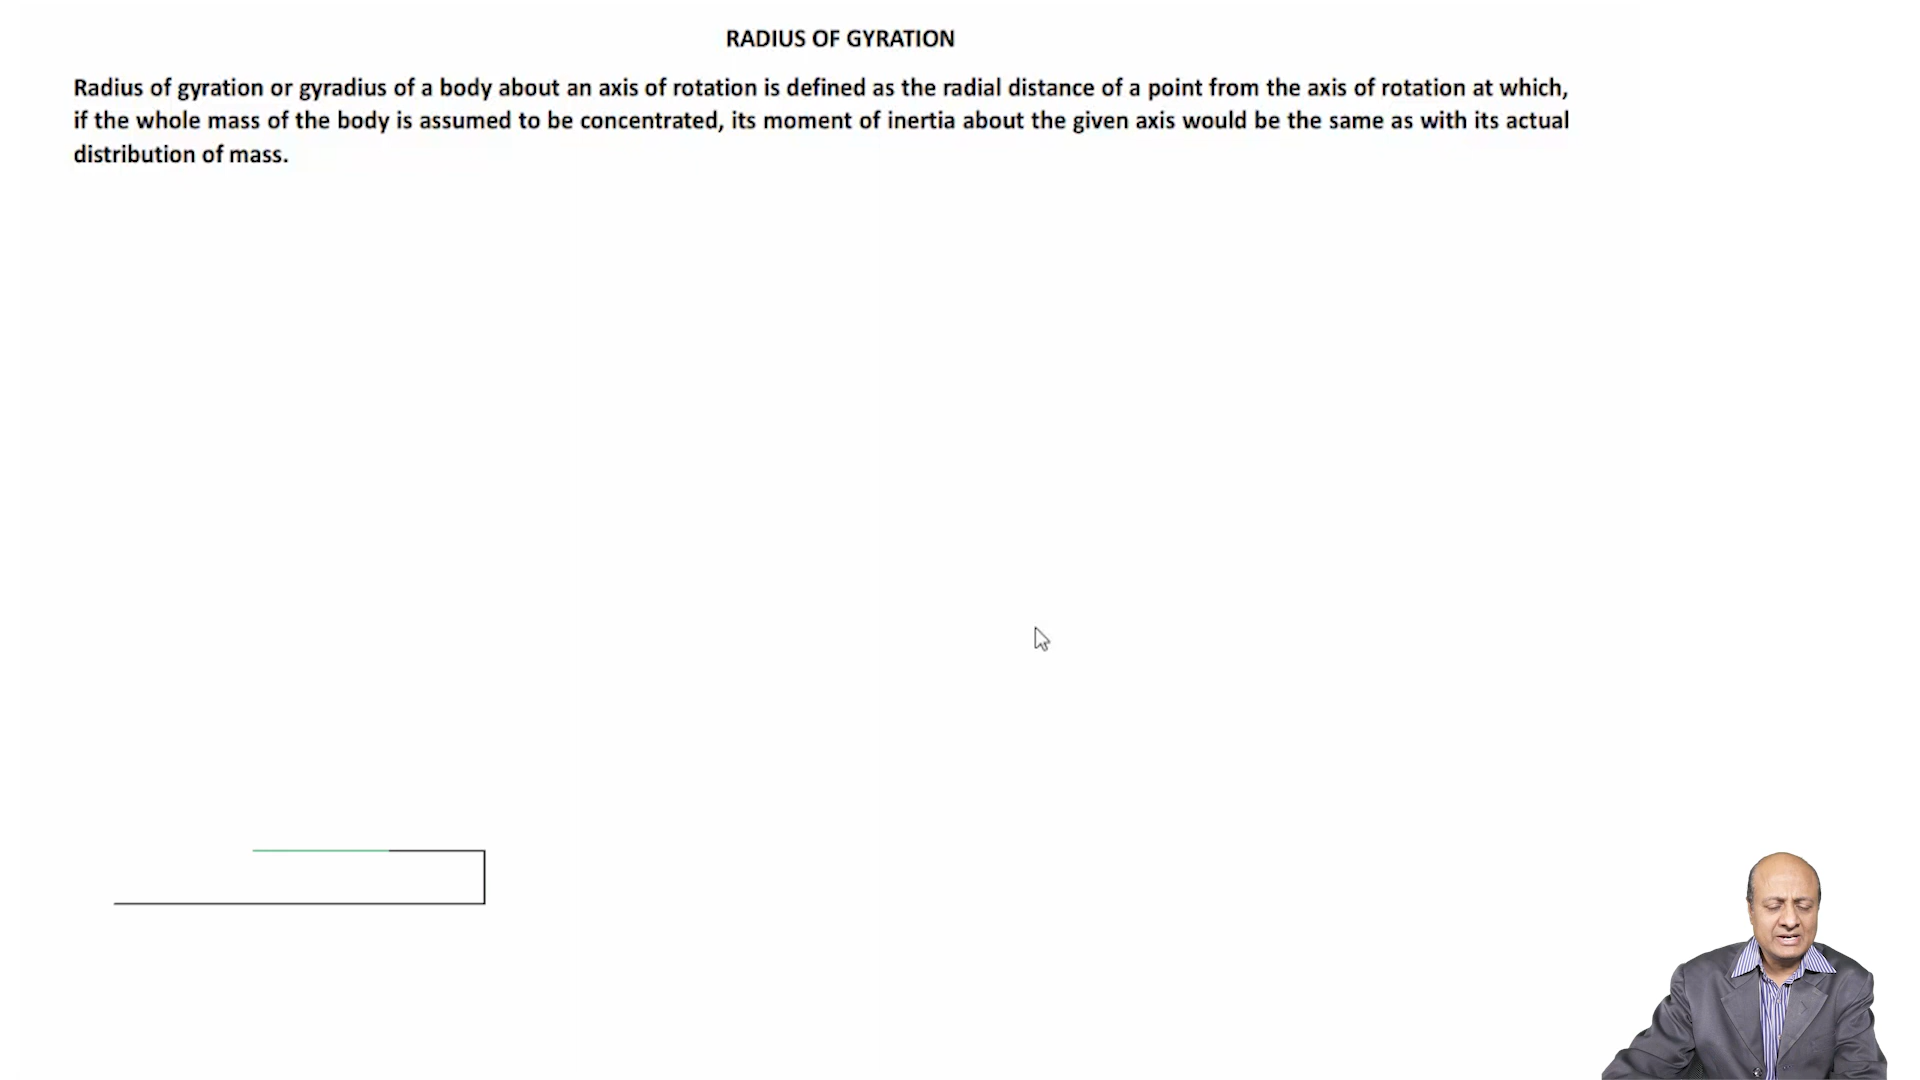 RADIUS OF GYRATION
Radius of gyration or gyradius of a body about an axis of rotation is defined as the radial distance of a point from the axis of rotation at which,
if the whole mass of the body is assumed to be concentrated, its moment of inertia about the given axis would be the same as with its actual
distribution of mass.